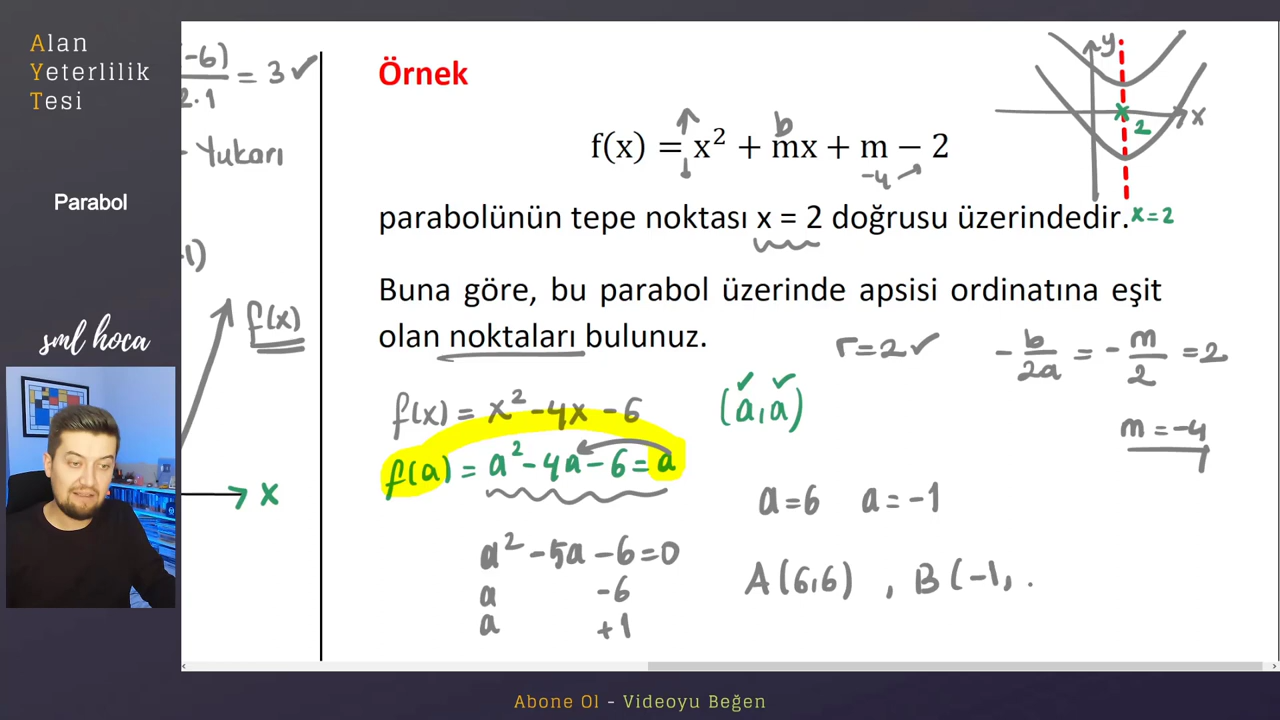 Alan
Yeterlilik
Tesi
Parabol
sml hoca
-6)
2.1
= 3 ✓
- Yukarı
-1)
f(x)
x
Örnek
f(x) = x² + mx + m − 2
b
-4
parabolünün tepe noktası x = 2 doğrusu üzerindedir.
x=2
y
x
2
Buna göre, bu parabol üzerinde apsisi ordinatına eşit
olan noktaları bulunuz.
r=2 ✓
-b/2a = -m/2 = 2
m = -4
f(x) = x² -4x -6
(a,a)
f(a) = a² -4a -6 = a
a=6 a=-1
a² -5a -6=0
a -6
a +1
A(6,6) , B(-1, .
Abone Ol - Videoyu Beğen